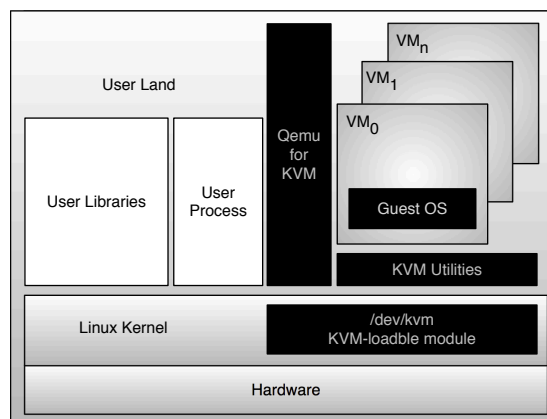 VMn
VM1
User Land
VM0
Qemu
for
KVM
User Libraries
User
Process
Guest OS
KVM Utilities
Linux Kernel
/dev/kvm
KVM-loadble module
Hardware